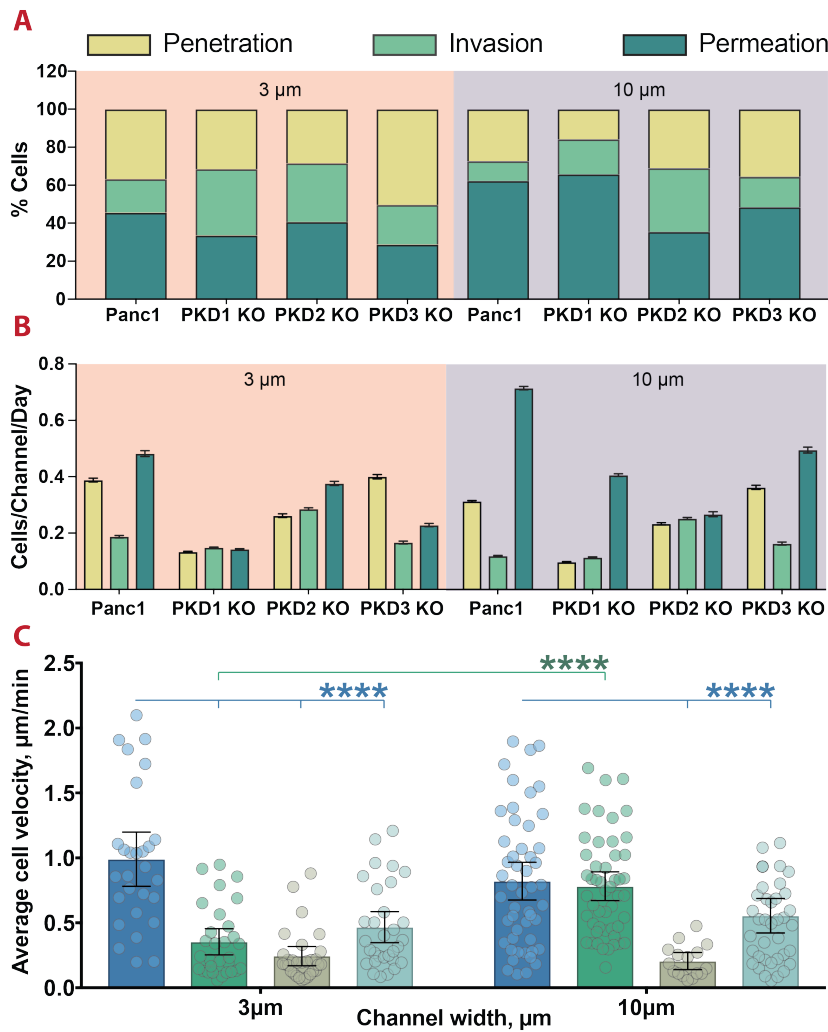 A
Penetration Invasion Permeation
120
100
80
60
40
20
0
% Cells
3 µm
10 µm
Panc1 PKD1 KO PKD2 KO PKD3 KO Panc1 PKD1 KO PKD2 KO PKD3 KO
B
0.8
0.6
0.4
0.2
0.0
Cells/Channel/Day
3 µm
10 µm
Panc1 PKD1 KO PKD2 KO PKD3 KO Panc1 PKD1 KO PKD2 KO PKD3 KO
C
2.5
2.0
1.5
1.0
0.5
0.0
Average cell velocity, µm/min
****
****
****
3µm
10µm
Channel width, µm